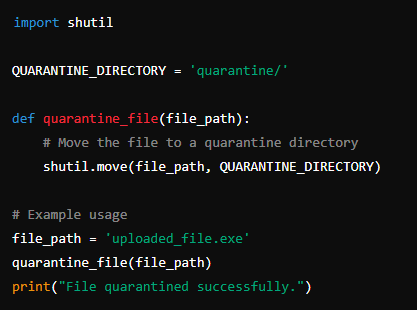 import shutil
QUARANTINE_DIRECTORY = 'quarantine/'
def quarantine_file(file_path):
    # Move the file to a quarantine directory
    shutil.move(file_path, QUARANTINE_DIRECTORY)
# Example usage
file_path = 'uploaded_file.exe'
quarantine_file(file_path)
print("File quarantined successfully.")